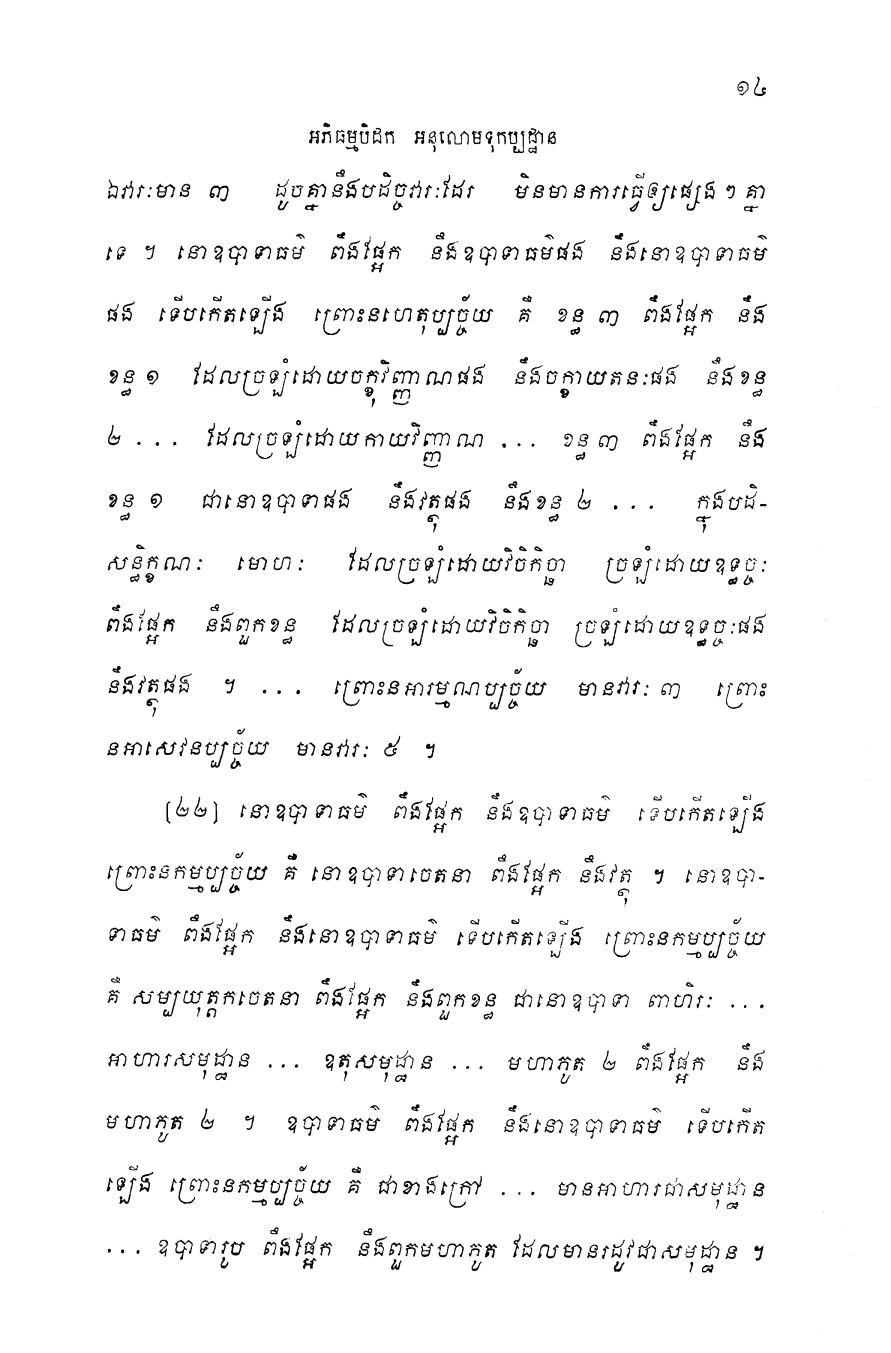 ១៤
អភិធម្មបិដក អនុលោមទុកប្បដ្ឋាន
ឯវារៈមាន ៣ ដូចគ្នានឹងបដិច្ចវារៈដែរ មិនមានការធ្វើឲ្យផ្សេងៗគ្នា
ទេ ។ នោឧបាទាធម៌ ពឹងផ្អែក នឹងឧបាទាធម៌ផង នឹងនោឧបាទាធម៌
ផង ទើបកើតឡើង ព្រោះនហេតុប្បច្ច័យ គឺ ខន្ធ ៣ ពឹងផ្អែក នឹង
ខន្ធ ១ ដែលច្រឡំដោយចក្ខុវិញ្ញាណផង នឹងចក្ខាយតនៈផង នឹងខន្ធ
២ ... ដែលច្រឡំដោយកាយវិញ្ញាណ ... ខន្ធ ៣ ពឹងផ្អែក នឹង
ខន្ធ ១ ជានោឧបាទាផង នឹងវត្ថុផង នឹងខន្ធ ២ ... ក្នុងបដិ-
សន្ធិក្ខណៈ មោហៈ ដែលច្រឡំដោយវិចិកិច្ឆា ច្រឡំដោយឧទ្ធច្ចៈ
ពឹងផ្អែក នឹងពួកខន្ធ ដែលច្រឡំដោយវិចិកិច្ឆា ច្រឡំដោយឧទ្ធច្ចៈផង
នឹងវត្ថុផង ។ ... ព្រោះនអារម្មណប្បច្ច័យ មានវារៈ ៣ ព្រោះ
នអាសេវនប្បច្ច័យ មានវារៈ ៥ ។
[២២] នោឧបាទាធម៌ ពឹងផ្អែក នឹងឧបាទាធម៌ ទើបកើតឡើង
ព្រោះនកម្មប្បច្ច័យ គឺ នោឧបាទាចេតនា ពឹងផ្អែក នឹងវត្ថុ ។ នោឧបា-
ទាធម៌ ពឹងផ្អែក នឹងនោឧបាទាធម៌ ទើបកើតឡើង ព្រោះនកម្មប្បច្ច័យ
គឺ សម្បយុត្តកចេតនា ពឹងផ្អែក នឹងពួកខន្ធ ជានោឧបាទា ពាហិរៈ ...
អាហារសមុដ្ឋាន ... ឧតុសមុដ្ឋាន ... មហាភូត ២ ពឹងផ្អែក នឹង
មហាភូត ២ ។ ឧបាទាធម៌ ពឹងផ្អែក នឹងនោឧបាទាធម៌ ទើបកើត
ឡើង ព្រោះនកម្មប្បច្ច័យ គឺ ជាខាងក្រៅ ... មានអាហារជាសមុដ្ឋាន
... ឧបាទារូប ពឹងផ្អែក នឹងពួកមហាភូត ដែលមានរដូវជាសមុដ្ឋាន ។